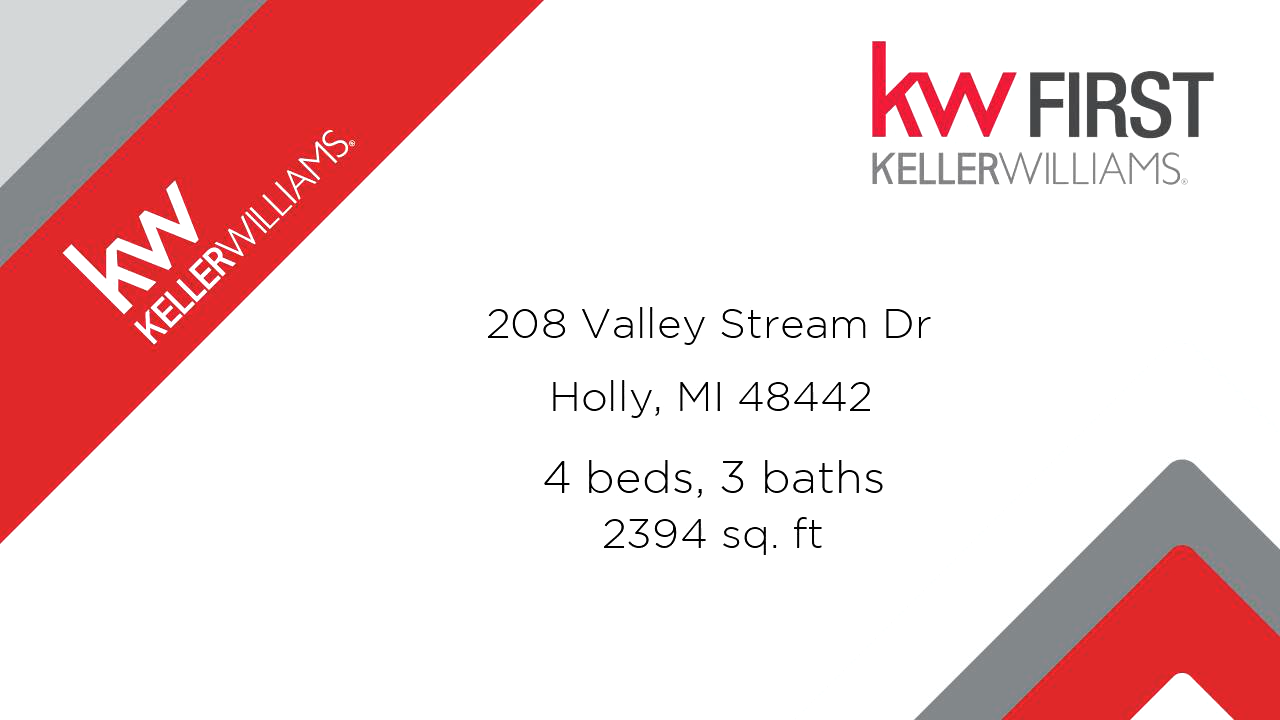 kw
KELLERWILLIAMS®
kw FIRST
KELLERWILLIAMS®
208 Valley Stream Dr
Holly, MI 48442
4 beds, 3 baths
2394 sq. ft